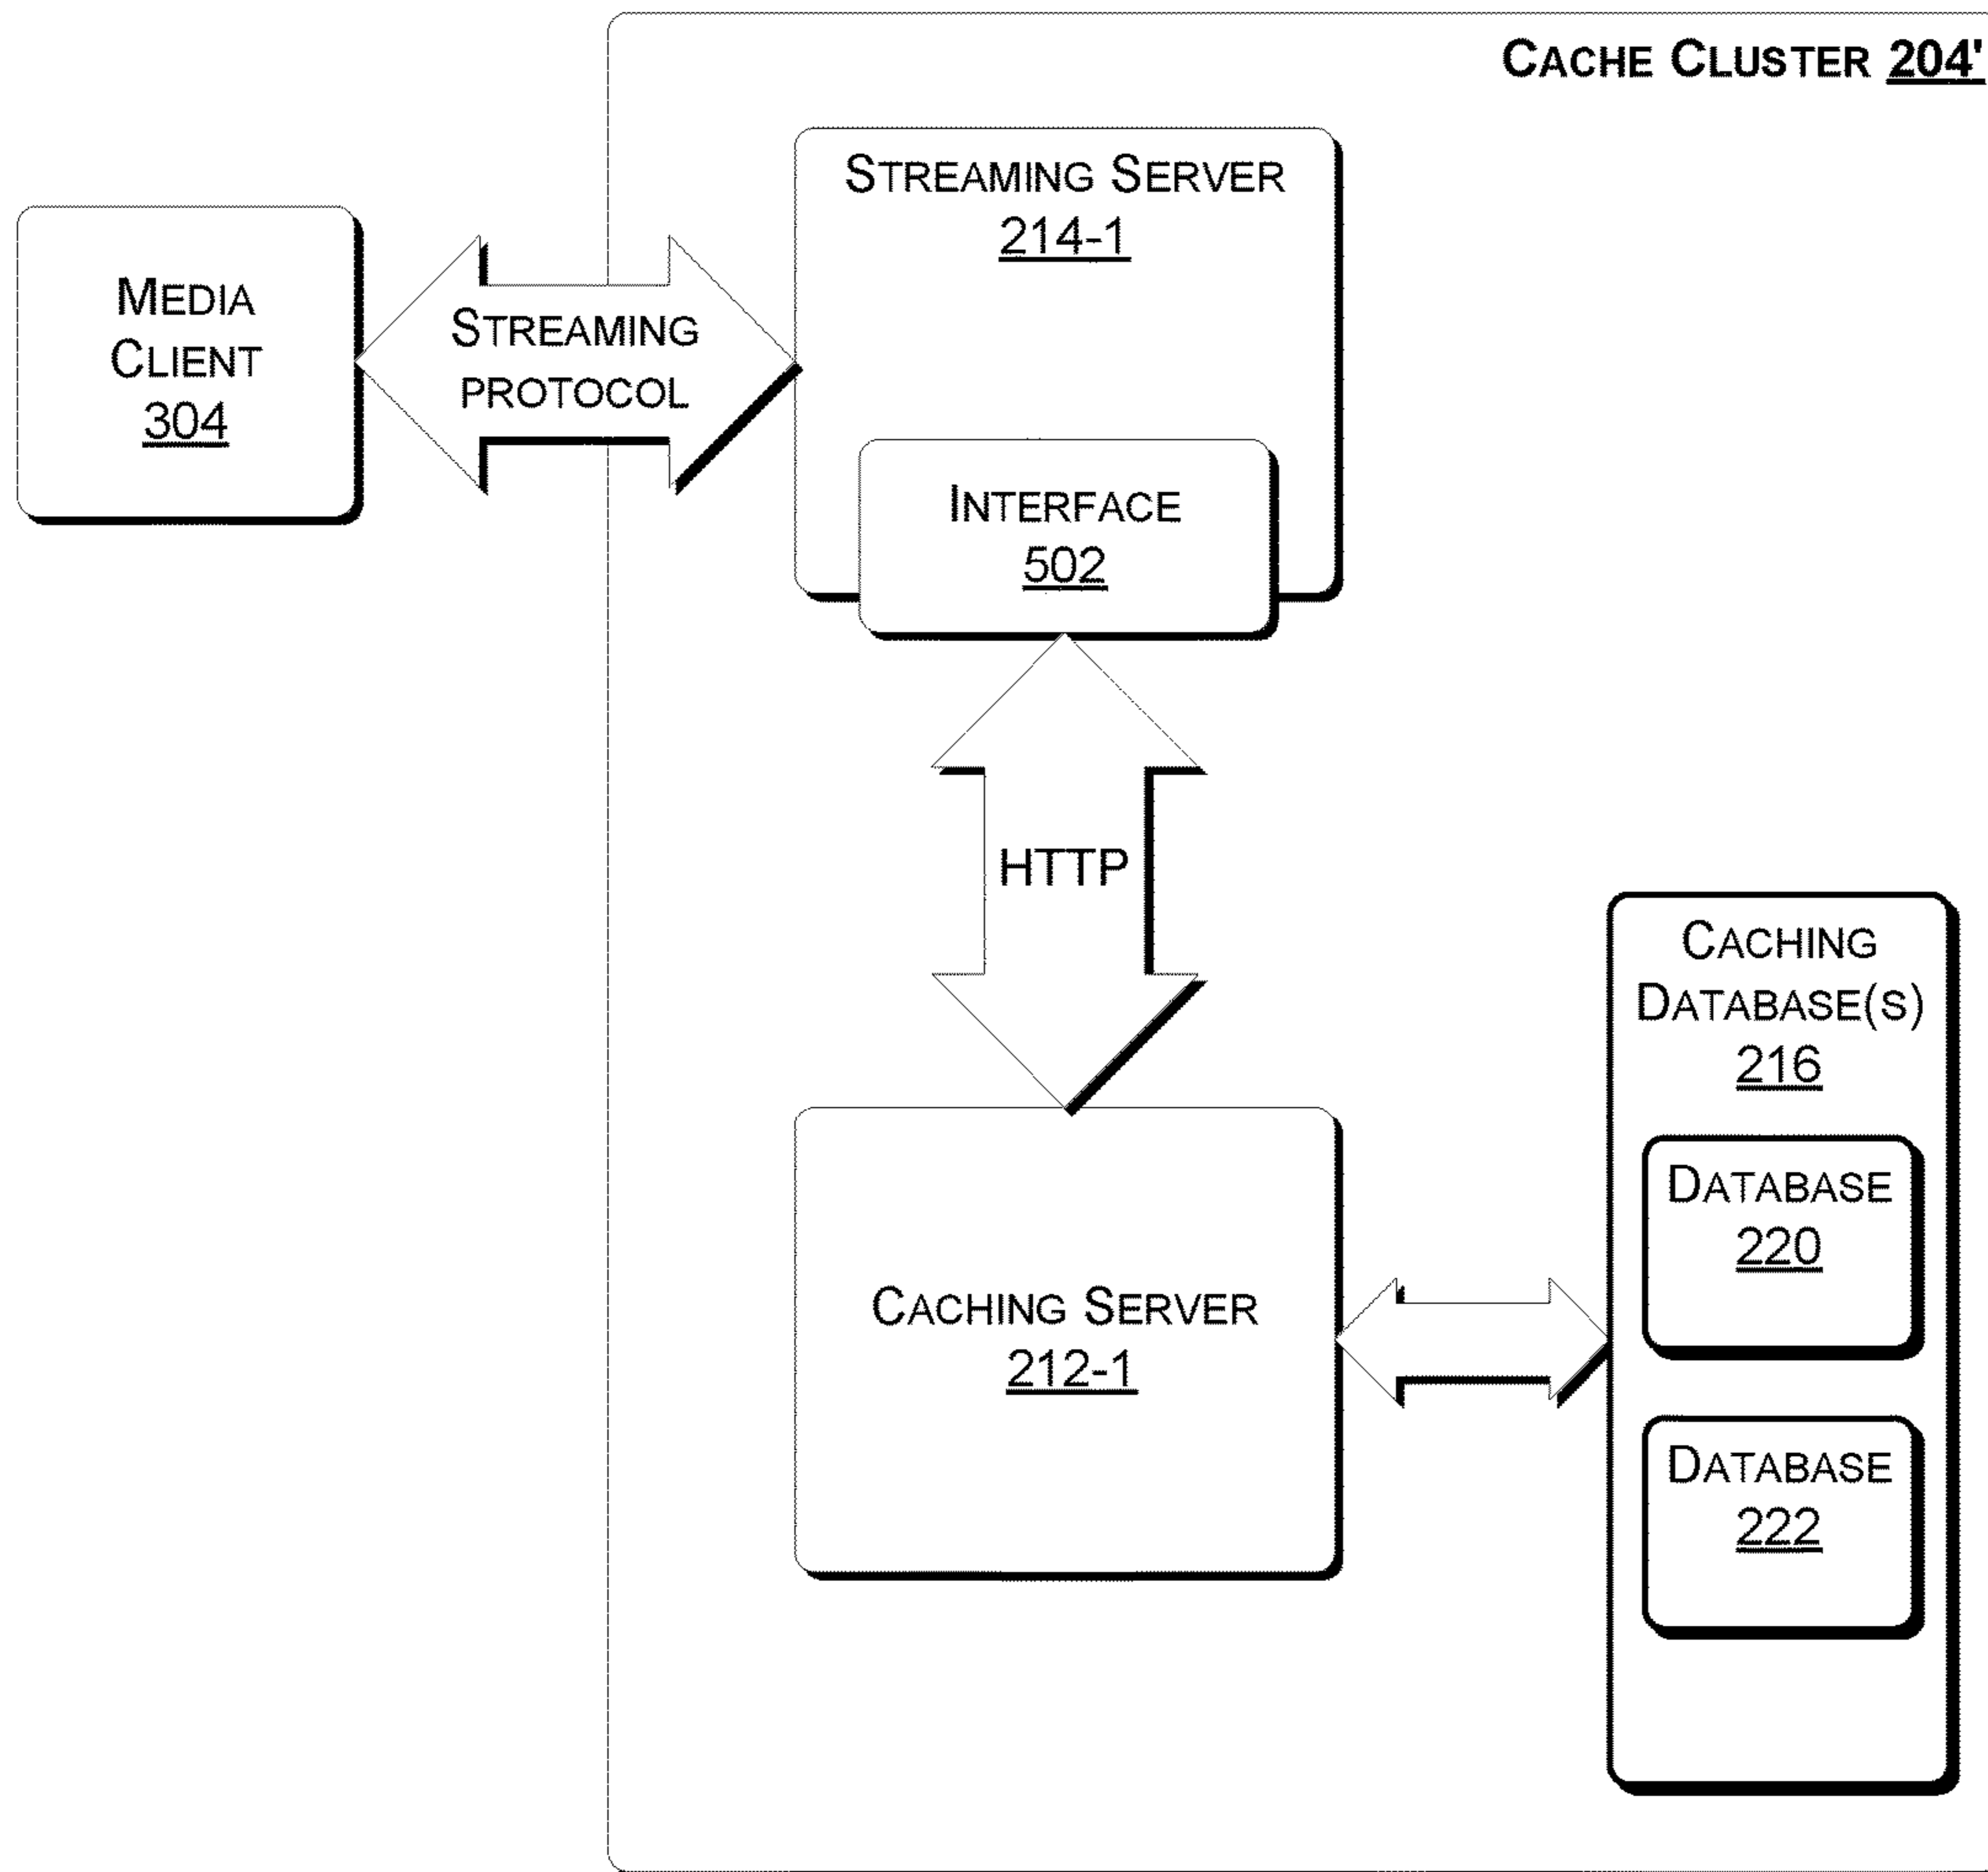 CACHE CLUSTER 204'
STREAMING SERVER
214-1
MEDIA
CLIENT
304
STREAMING
PROTOCOL
INTERFACE
502
HTTP
CACHING
DATABASE(S)
216
DATABASE
220
CACHING SERVER
212-1
DATABASE
222